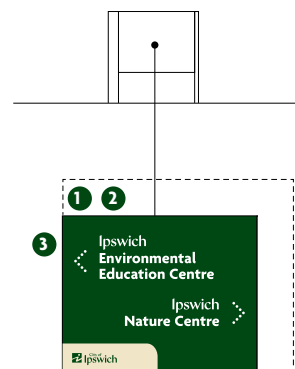 1 2
3
Ipswich
Environmental
Education Centre
Ipswich
Nature Centre
City of
Ipswich